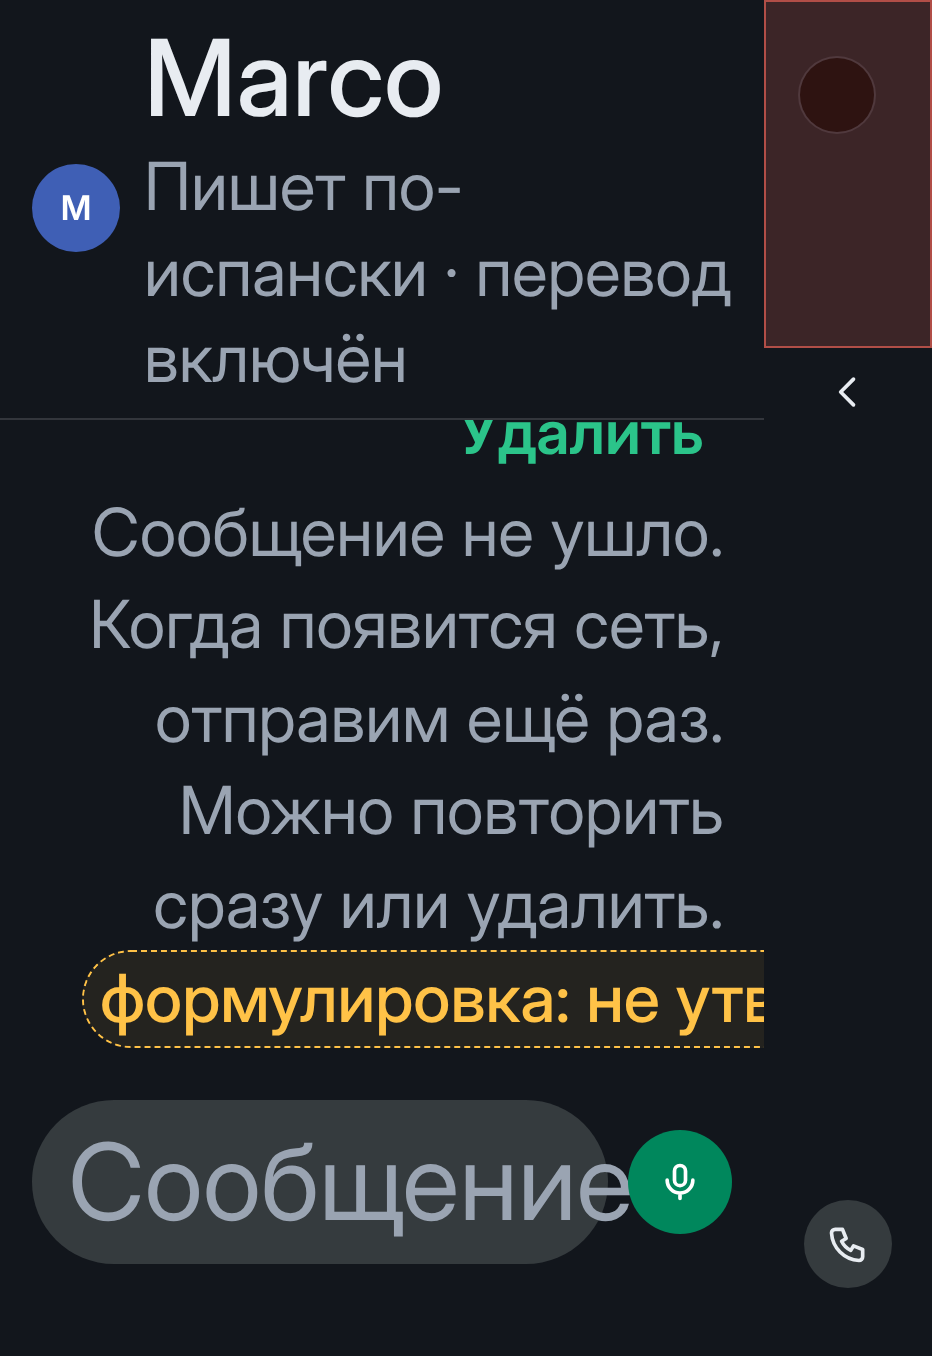 Marco
М
Пишет по-
испански · перевод
включён
Удалить
Сообщение не ушло.
Когда появится сеть,
отправим ещё раз.
Можно повторить
сразу или удалить.
формулировка: не утв
Сообщение